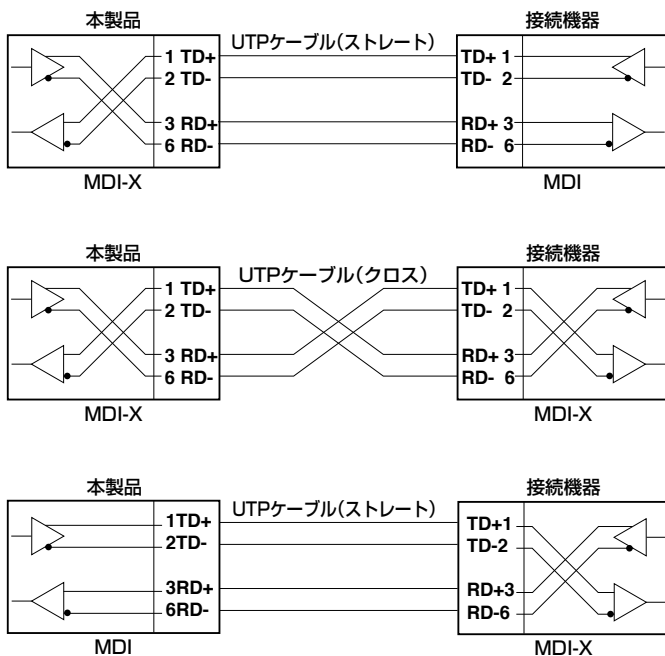 本製品
接続機器
UTPケーブル(ストレート)
1 TD+
2 TD-
3 RD+
6 RD-
TD+ 1
TD- 2
RD+ 3
RD- 6
MDI-X
MDI
本製品
接続機器
UTPケーブル(クロス)
1 TD+
2 TD-
3 RD+
6 RD-
TD+ 1
TD- 2
RD+ 3
RD- 6
MDI-X
MDI-X
本製品
接続機器
UTPケーブル(ストレート)
1TD+
2TD-
3RD+
6RD-
TD+1
TD-2
RD+3
RD-6
MDI
MDI-X